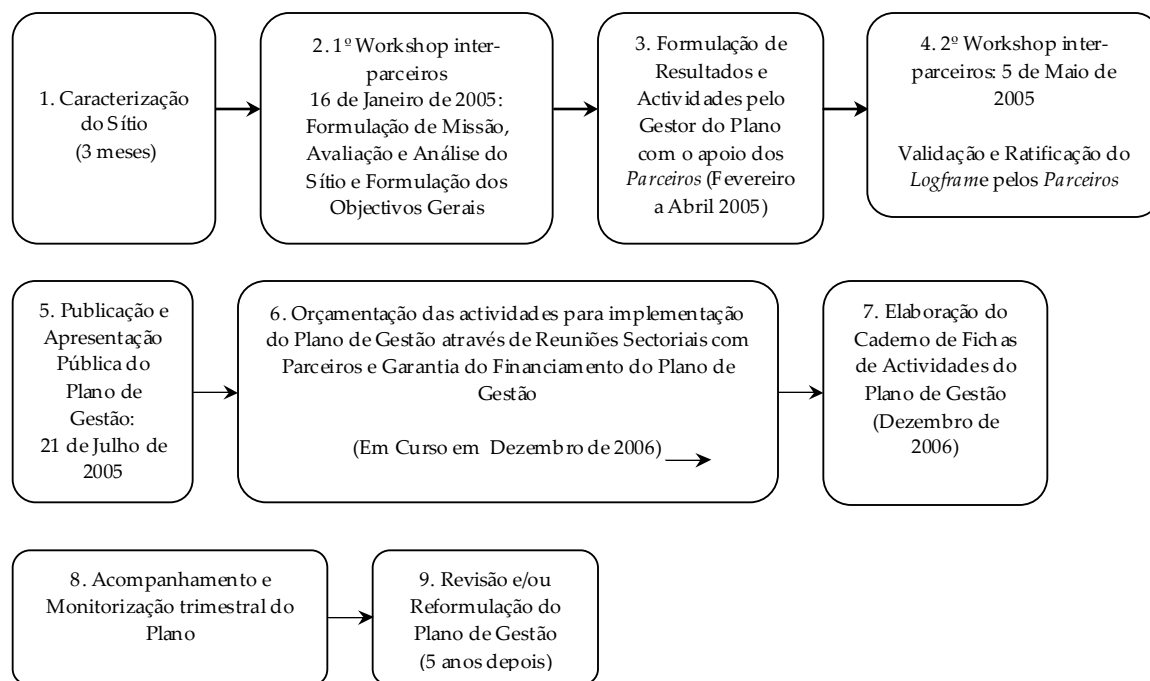 1. Caracterização
do Sítio
(3 meses)
2. 1º Workshop inter-
parceiros
16 de Janeiro de 2005:
Formulação de Missão,
Avaliação e Análise do
Sítio e Formulação dos
Objectivos Gerais
3. Formulação de
Resultados e
Actividades pelo
Gestor do Plano
com o apoio dos
Parceiros (Fevereiro
a Abril 2005)
4. 2º Workshop inter-
parceiros: 5 de Maio de
2005
Validação e Ratificação do
Logframe pelos Parceiros
5. Publicação e
Apresentação
Pública do
Plano de
Gestão:
21 de Julho de
2005
6. Orçamentação das actividades para implementação
do Plano de Gestão através de Reuniões Sectoriais com
Parceiros e Garantia do Financiamento do Plano de
Gestão
(Em Curso em Dezembro de 2006)
7. Elaboração do
Caderno de Fichas
de Actividades do
Plano de Gestão
(Dezembro de
2006)
8. Acompanhamento e
Monitorização trimestral do
Plano
9. Revisão e/ou
Reformulação do
Plano de Gestão
(5 anos depois)